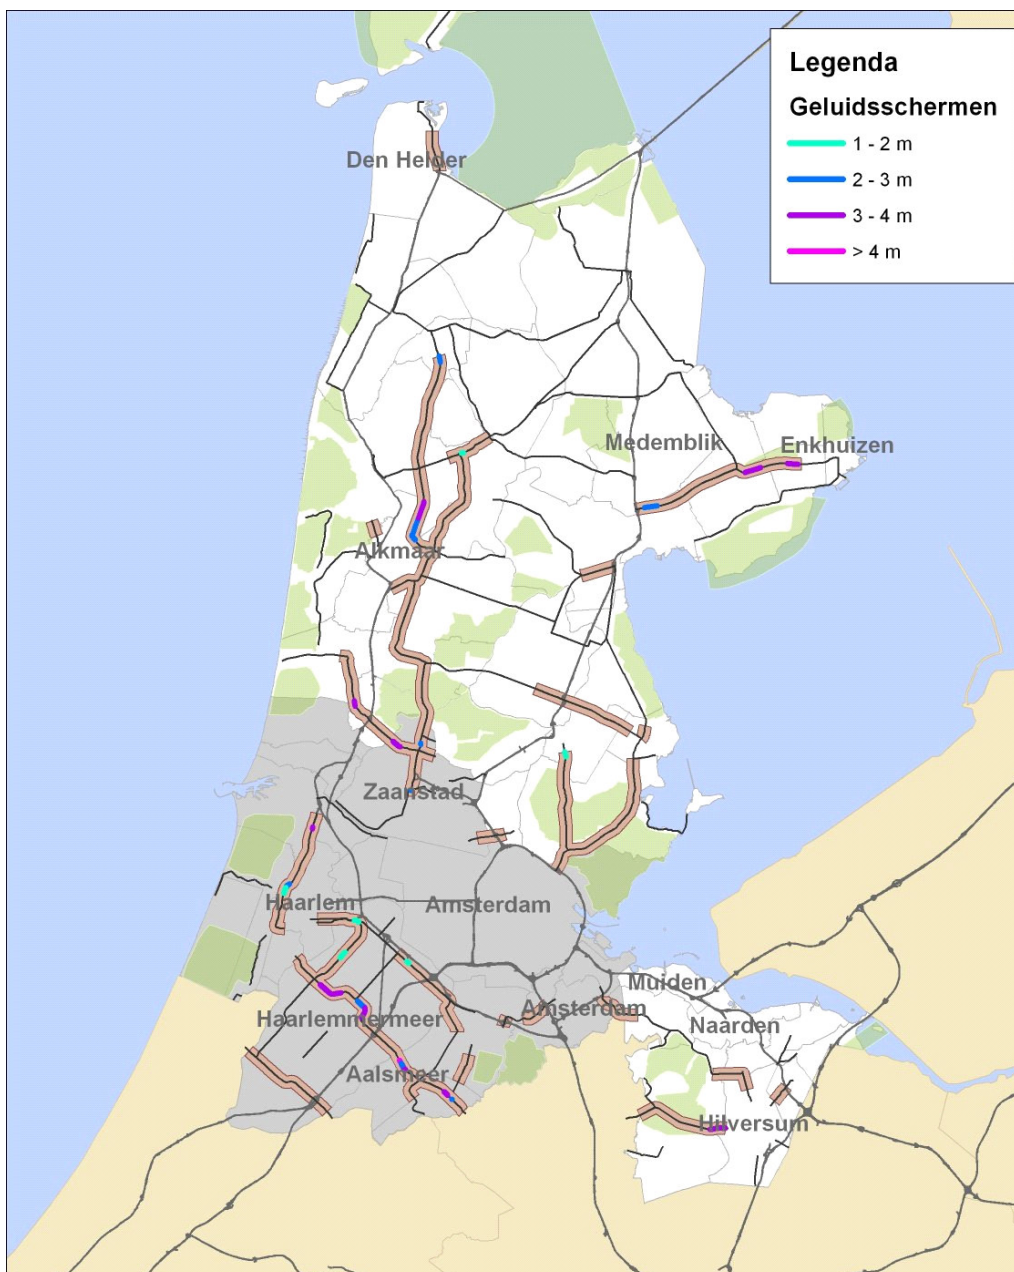 Legenda
Geluidsschermen
1 - 2 m
2 - 3 m
3 - 4 m
> 4 m
Den Helder
Medemblik
Enkhuizen
Alkmaar
Zaanstad
Haarlem
Amsterdam
Muiden
Amsterdam
Haarlemmermeer
Naarden
Aalsmeer
Hilversum